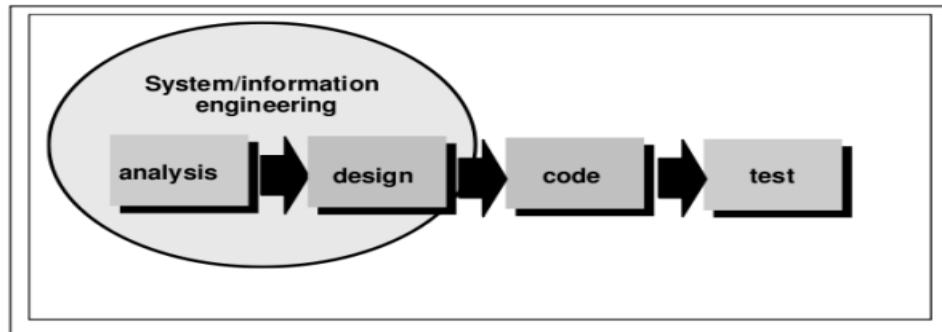 System/information
engineering
analysis
design
code
test